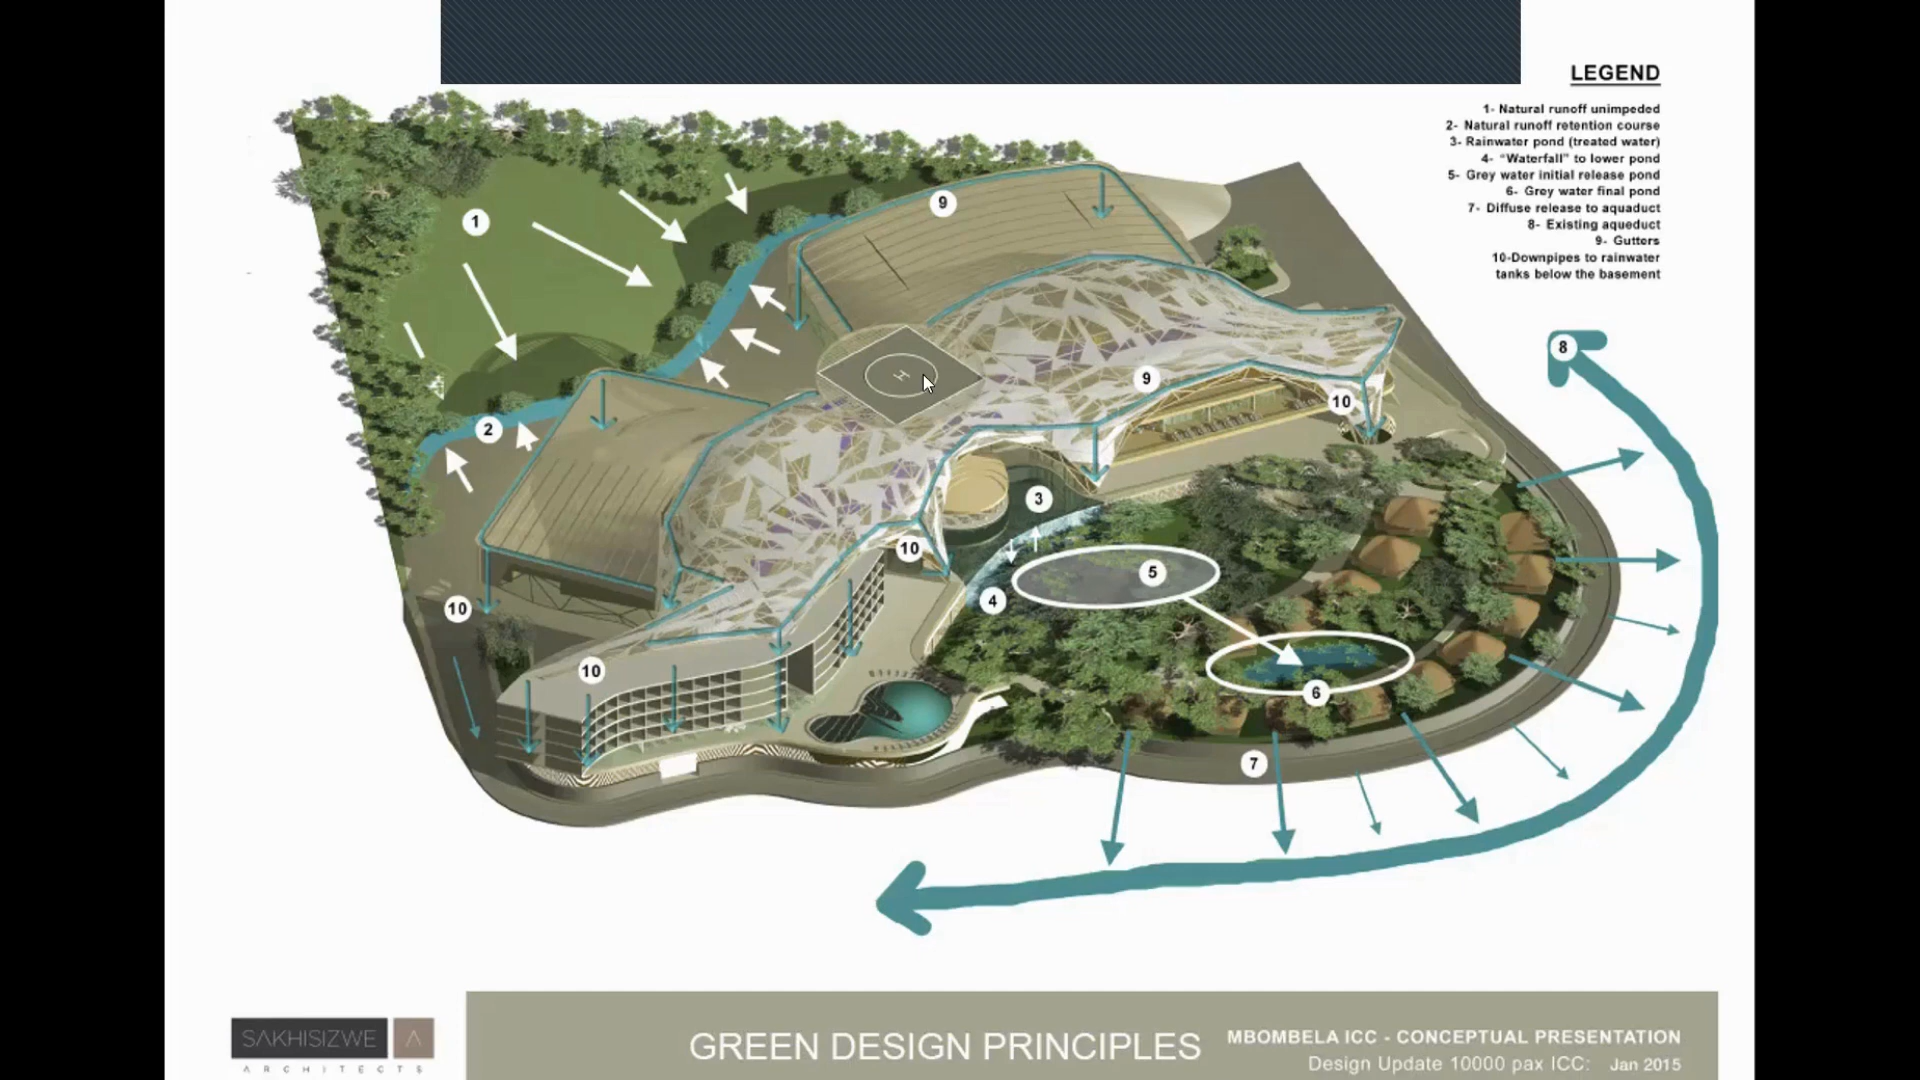 LEGEND
1- Natural runoff unimpeded
2- Natural runoff retention course
3- Rainwater pond (treated water)
4- “Waterfall” to lower pond
5- Grey water initial release pond
6- Grey water final pond
7- Diffuse release to aquaduct
8- Existing aqueduct
9- Gutters
10-Downpipes to rainwater
tanks below the basement
1
9
8
9
10
2
3
10
5
4
10
10
6
7
H
SAKHISIZWE A
ARCHITECTS
GREEN DESIGN PRINCIPLES
MBOMBELA ICC - CONCEPTUAL PRESENTATION
Design Update 10000 pax ICC: Jan 2015